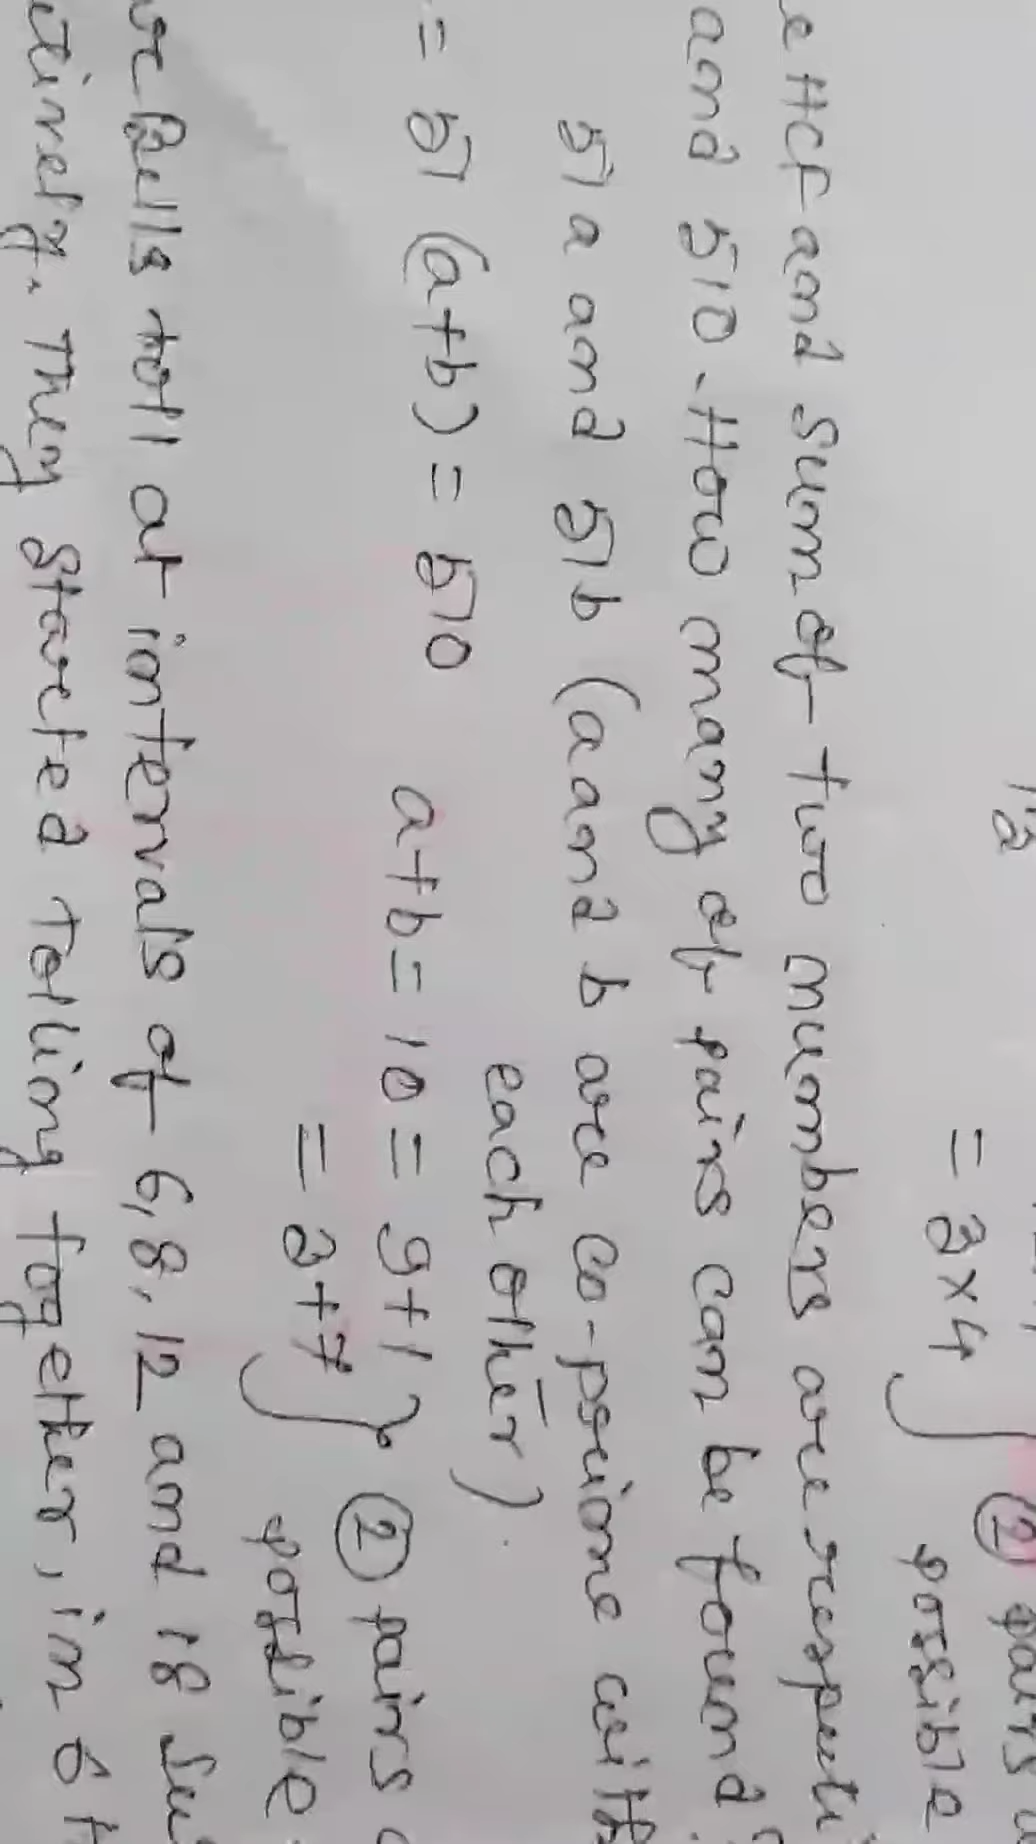 12
= 3×4 } ② pairs
possible
e HCF and sum of two numbers are respecti
and 510. How many of pairs can be found
51a and 51b (a and b are co-prime with
each other).
= 51 (a+b) = 510 a+b = 10 = 9+1 } ② pairs
= 3+7 possible
Bells toll at intervals of 6, 8, 12 and 18
tively. They started Tolling together, in 6